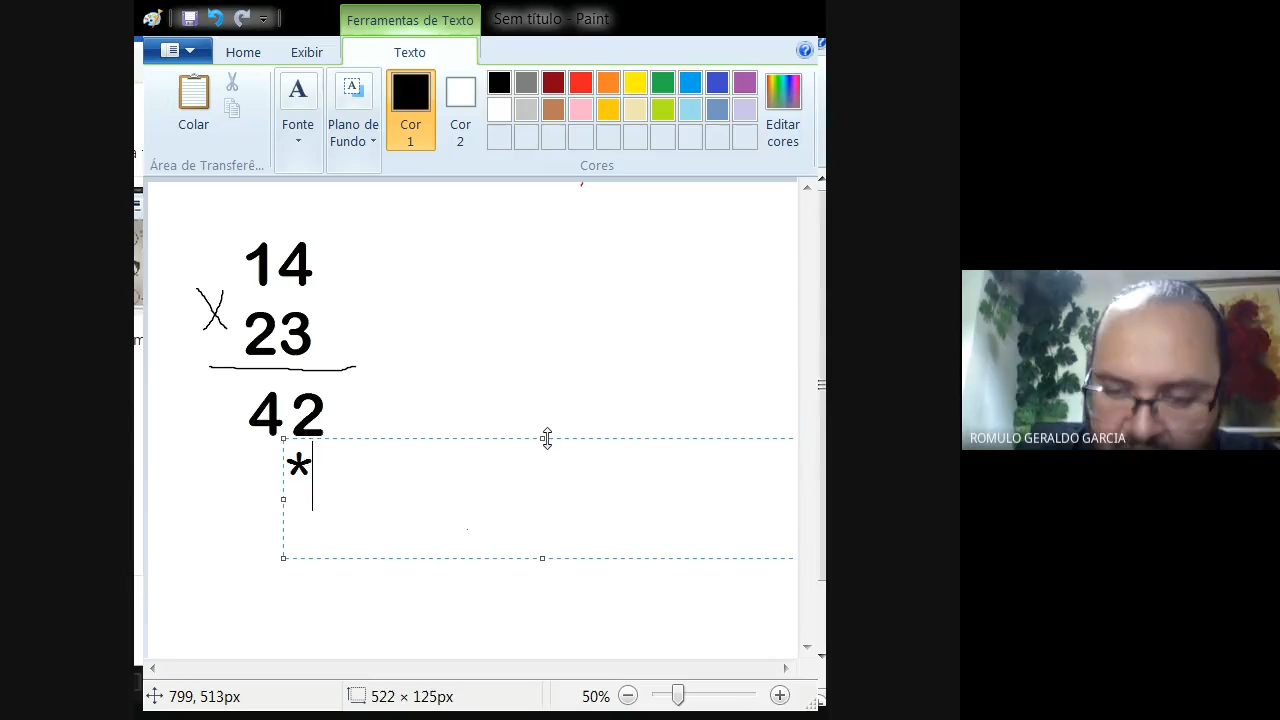 Ferramentas de Texto Sem título - Paint
Home Exibir Texto
Colar Fonte Plano de Fundo Cor 1 Cor 2 Editar cores
Área de Transferê... Cores
14
X
23
42
*
ROMULO GERALDO GARCIA
799, 513px 522 × 125px 50%